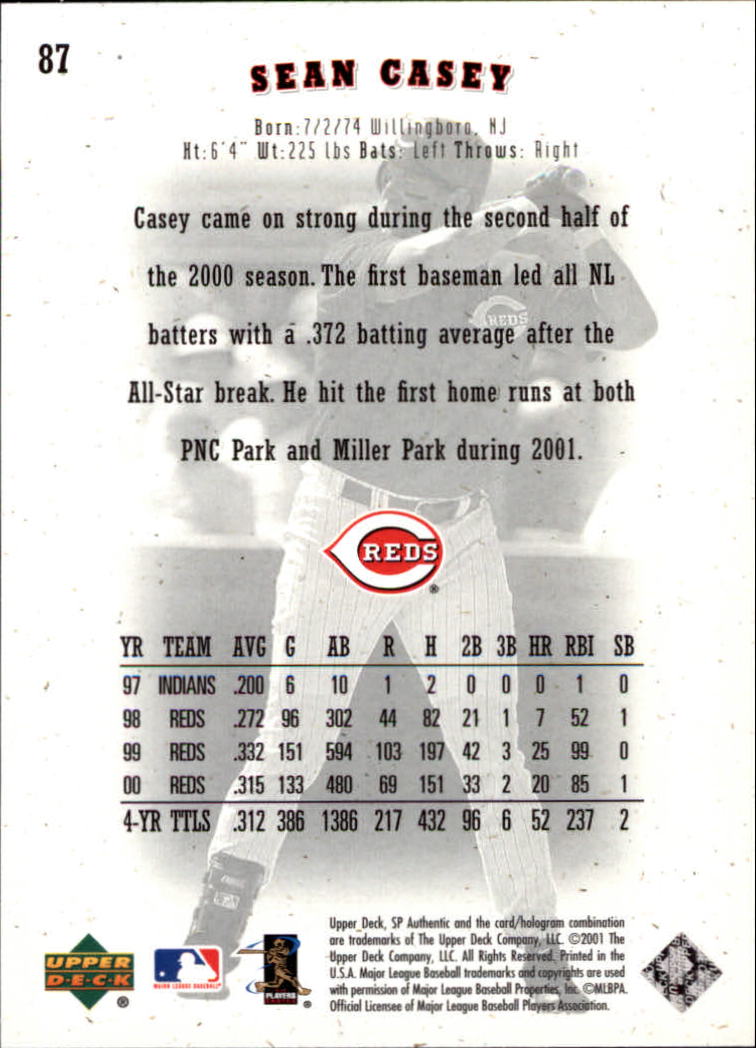 87
SEAN CASEY
Born:7/2/74 Willingboro, NJ
Ht:6'4" Wt:225 lbs Bats: Left Throws: Right
Casey came on strong during the second half of
the 2000 season. The first baseman led all NL
batters with a .372 batting average after the
All-Star break. He hit the first home runs at both
PNC Park and Miller Park during 2001.
REDS
REDS ®
YR TEAM AVG G AB R H 2B 3B HR RBI SB
97 INDIANS .200 6 10 1 2 0 0 0 1 0
98 REDS .272 96 302 44 82 21 1 7 52 1
99 REDS .332 151 594 103 197 42 3 25 99 0
00 REDS .315 133 480 69 151 33 2 20 85 1
4-YR TTLS .312 386 1386 217 432 96 6 52 237 2
Upper Deck, SP Authentic and the card/hologram combination
are trademarks of The Upper Deck Company, LLC. ©2001 The
Upper Deck Company, LLC. All Rights Reserved. Printed in the
U.S.A. Major League Baseball trademarks and copyrights are used
with permission of Major League Baseball Properties, Inc. ©MLBPA.
Official Licensee of Major League Baseball Players Association.
UPPER
D·E·C·K ®
MAJOR LEAGUE BASEBALL
PLAYERS ®